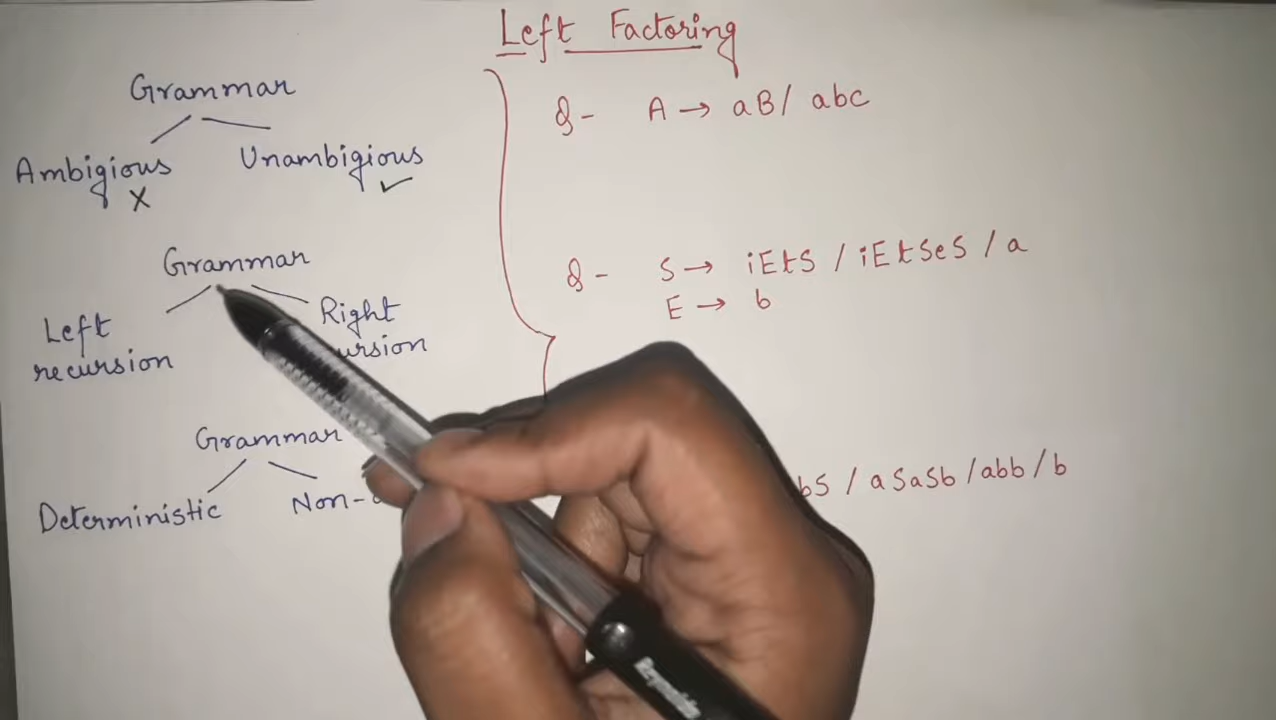 Left Factoring
Grammar
Ambigious Unambigious
X ✓
Grammar
Left recursion
Right
Grammar
Deterministic Non-
Q- A → aB/ abc
Q- S → iEtS / iEtSeS / a
E → b
bS / aSaSb / abb / b
Reynolds